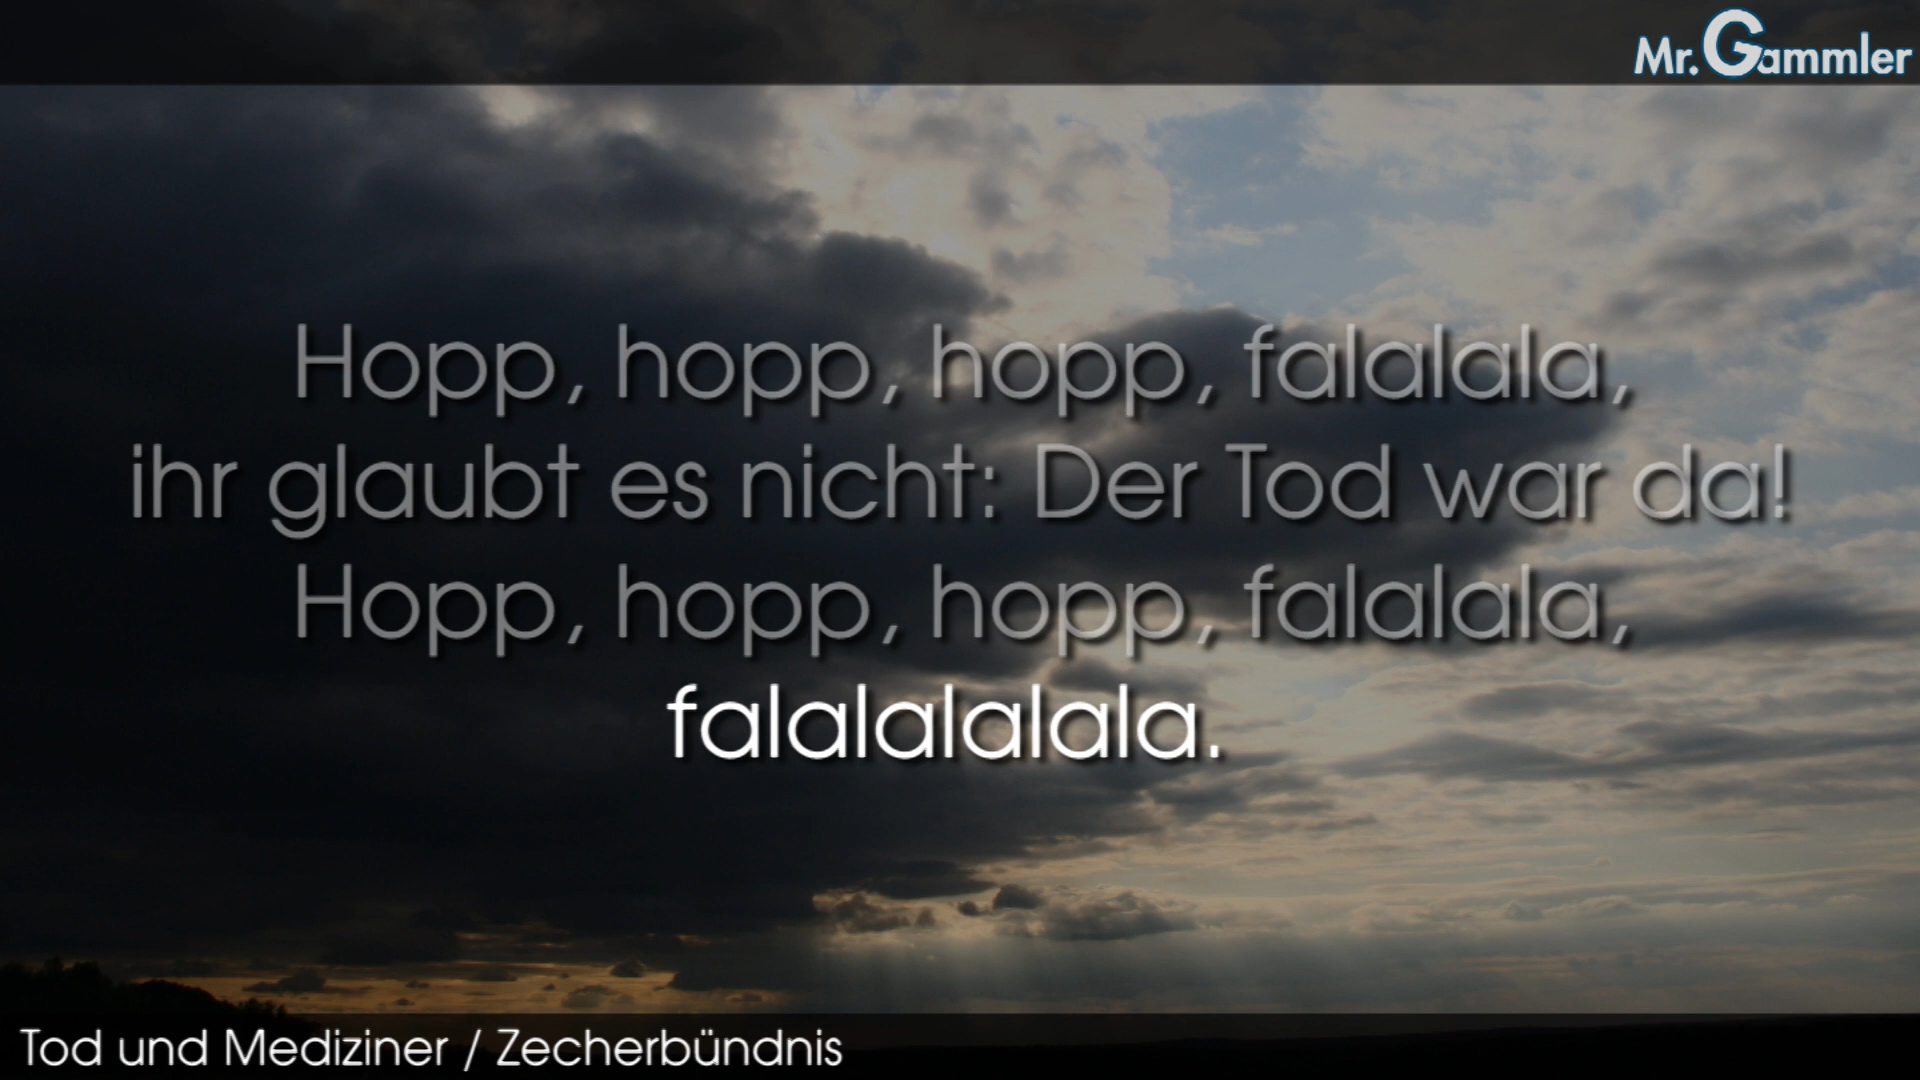 Mr. Gammler
Hopp, hopp, hopp, falalala,
ihr glaubt es nicht: Der Tod war da!
Hopp, hopp, hopp, falalala,
falalalalala.
Tod und Mediziner / Zecherbündnis